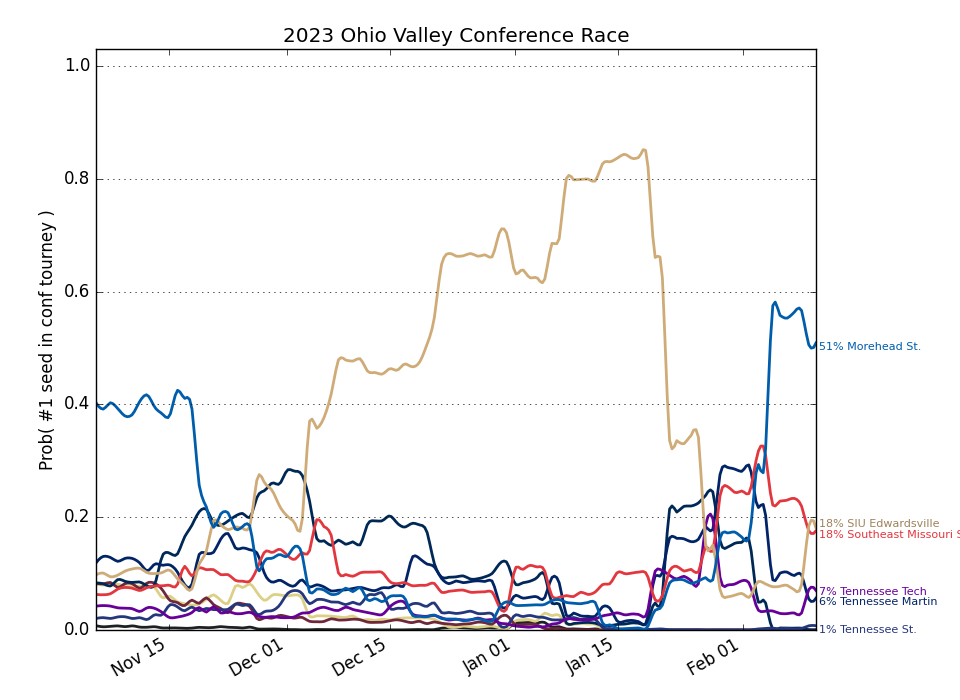 2023 Ohio Valley Conference Race
Prob( #1 seed in conf tourney )
1.0
0.8
0.6
0.4
0.2
0.0
Nov 15
Dec 01
Dec 15
Jan 01
Jan 15
Feb 01
51% Morehead St.
18% SIU Edwardsville
18% Southeast Missouri S
7% Tennessee Tech
6% Tennessee Martin
1% Tennessee St.